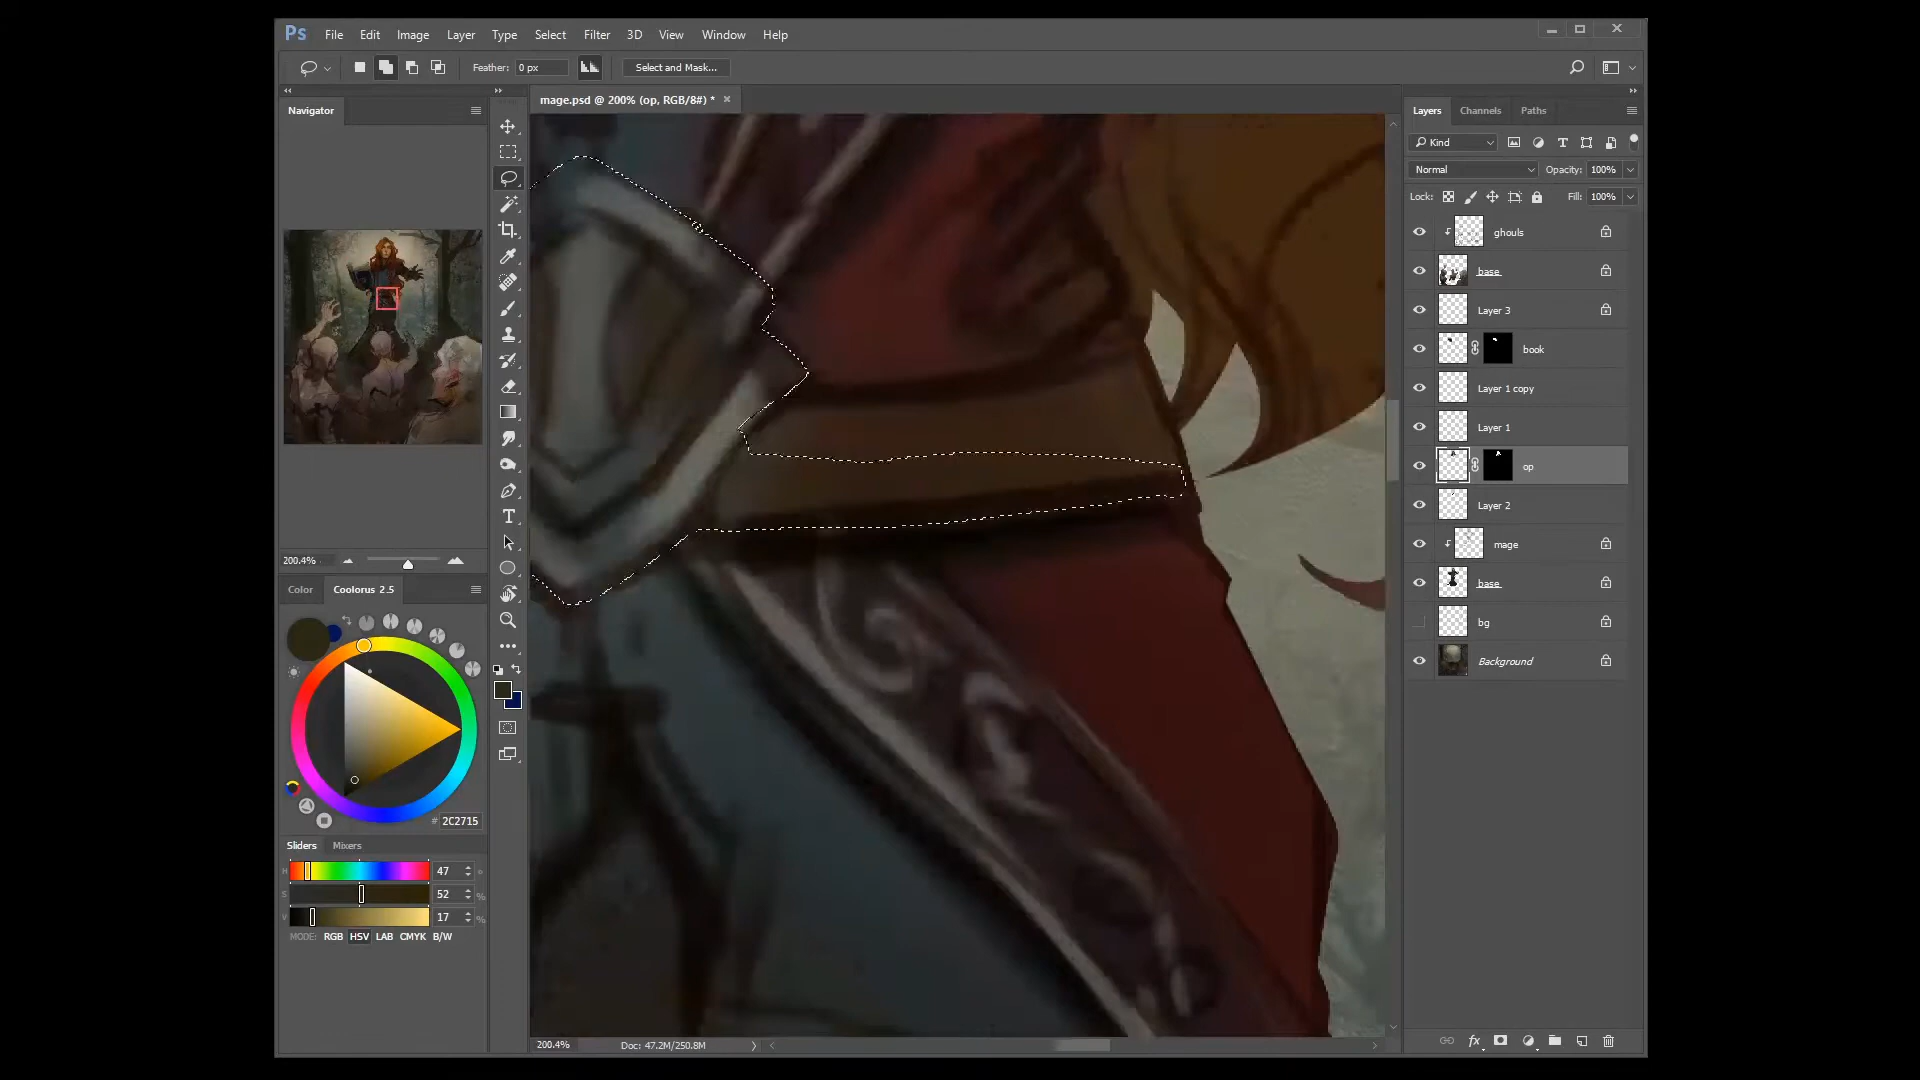 Ps File Edit Image Layer Type Select Filter 3D View Window Help
Feather: 0 px Select and Mask...
Navigator
mage.psd @ 200% (op, RGB/8#) * ×
Layers Channels Paths
Kind
Normal Opacity: 100%
Lock: Fill: 100%
ghouls
base
Layer 3
book
Layer 1 copy
Layer 1
op
Layer 2
mage
base
bg
Background
200.4%
Color Coolorus 2.5
# 2C2715
Sliders Mixers
H 47 °
S 52 %
V 17 %
MODE: RGB HSV LAB CMYK B/W
200.4% Doc: 47.2M/250.8M
fx